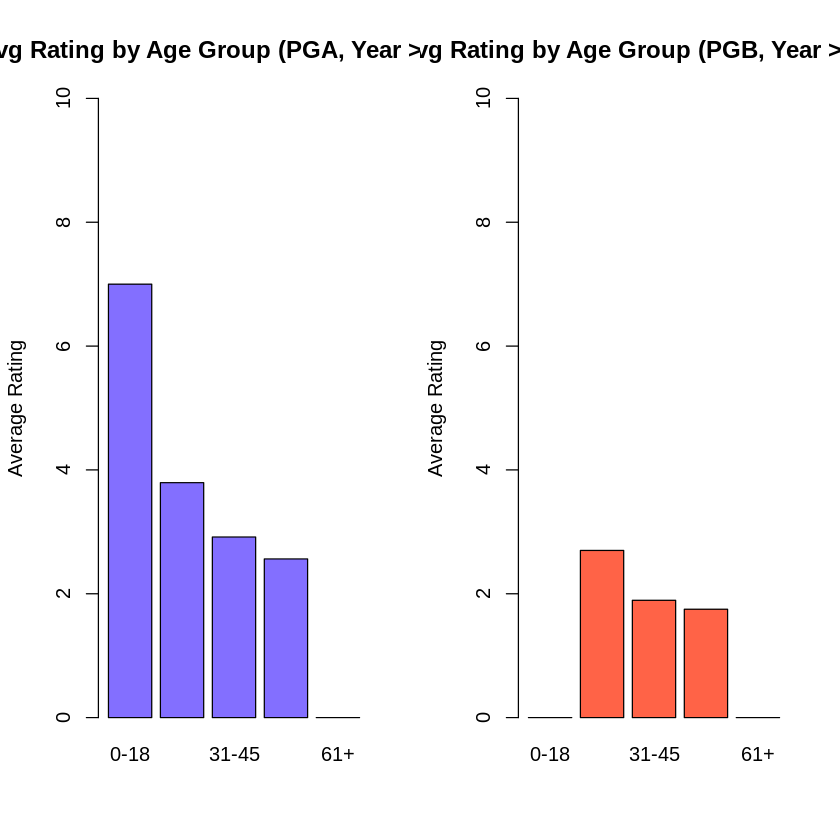 vg Rating by Age Group (PGA, Year >
Average Rating
10
8
6
4
2
0
0-18 31-45 61+
vg Rating by Age Group (PGB, Year >
Average Rating
10
8
6
4
2
0
0-18 31-45 61+